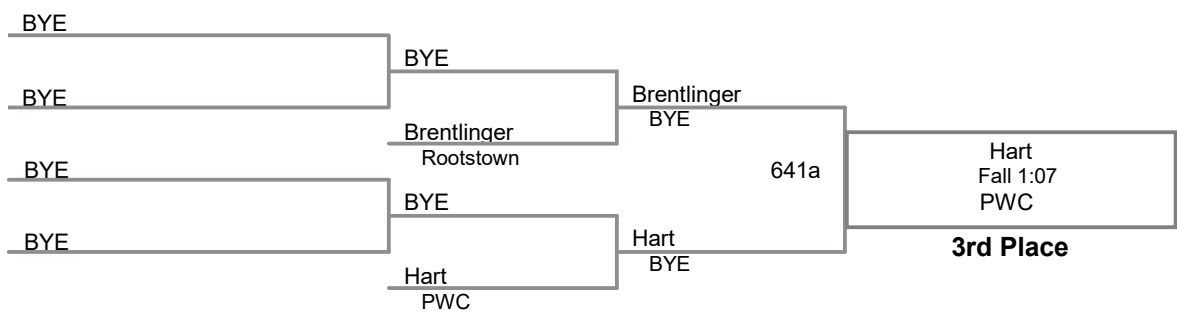 BYE
BYE
BYE
Brentlinger
BYE
Brentlinger
Rootstown
Hart
Fall 1:07
PWC
3rd Place
641a
BYE
BYE
BYE
Hart
BYE
Hart
PWC